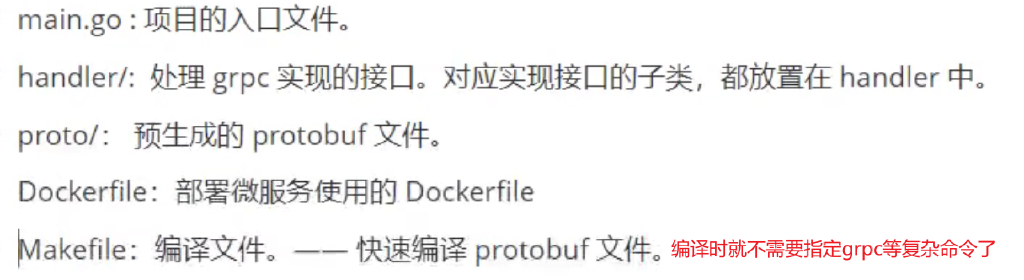 main.go : 项目的入口文件。
handler/: 处理 grpc 实现的接口。对应实现接口的子类，都放置在 handler 中。
proto/： 预生成的 protobuf 文件。
Dockerfile：部署微服务使用的 Dockerfile
Makefile：编译文件。—— 快速编译 protobuf 文件。编译时就不需要指定grpc等复杂命令了